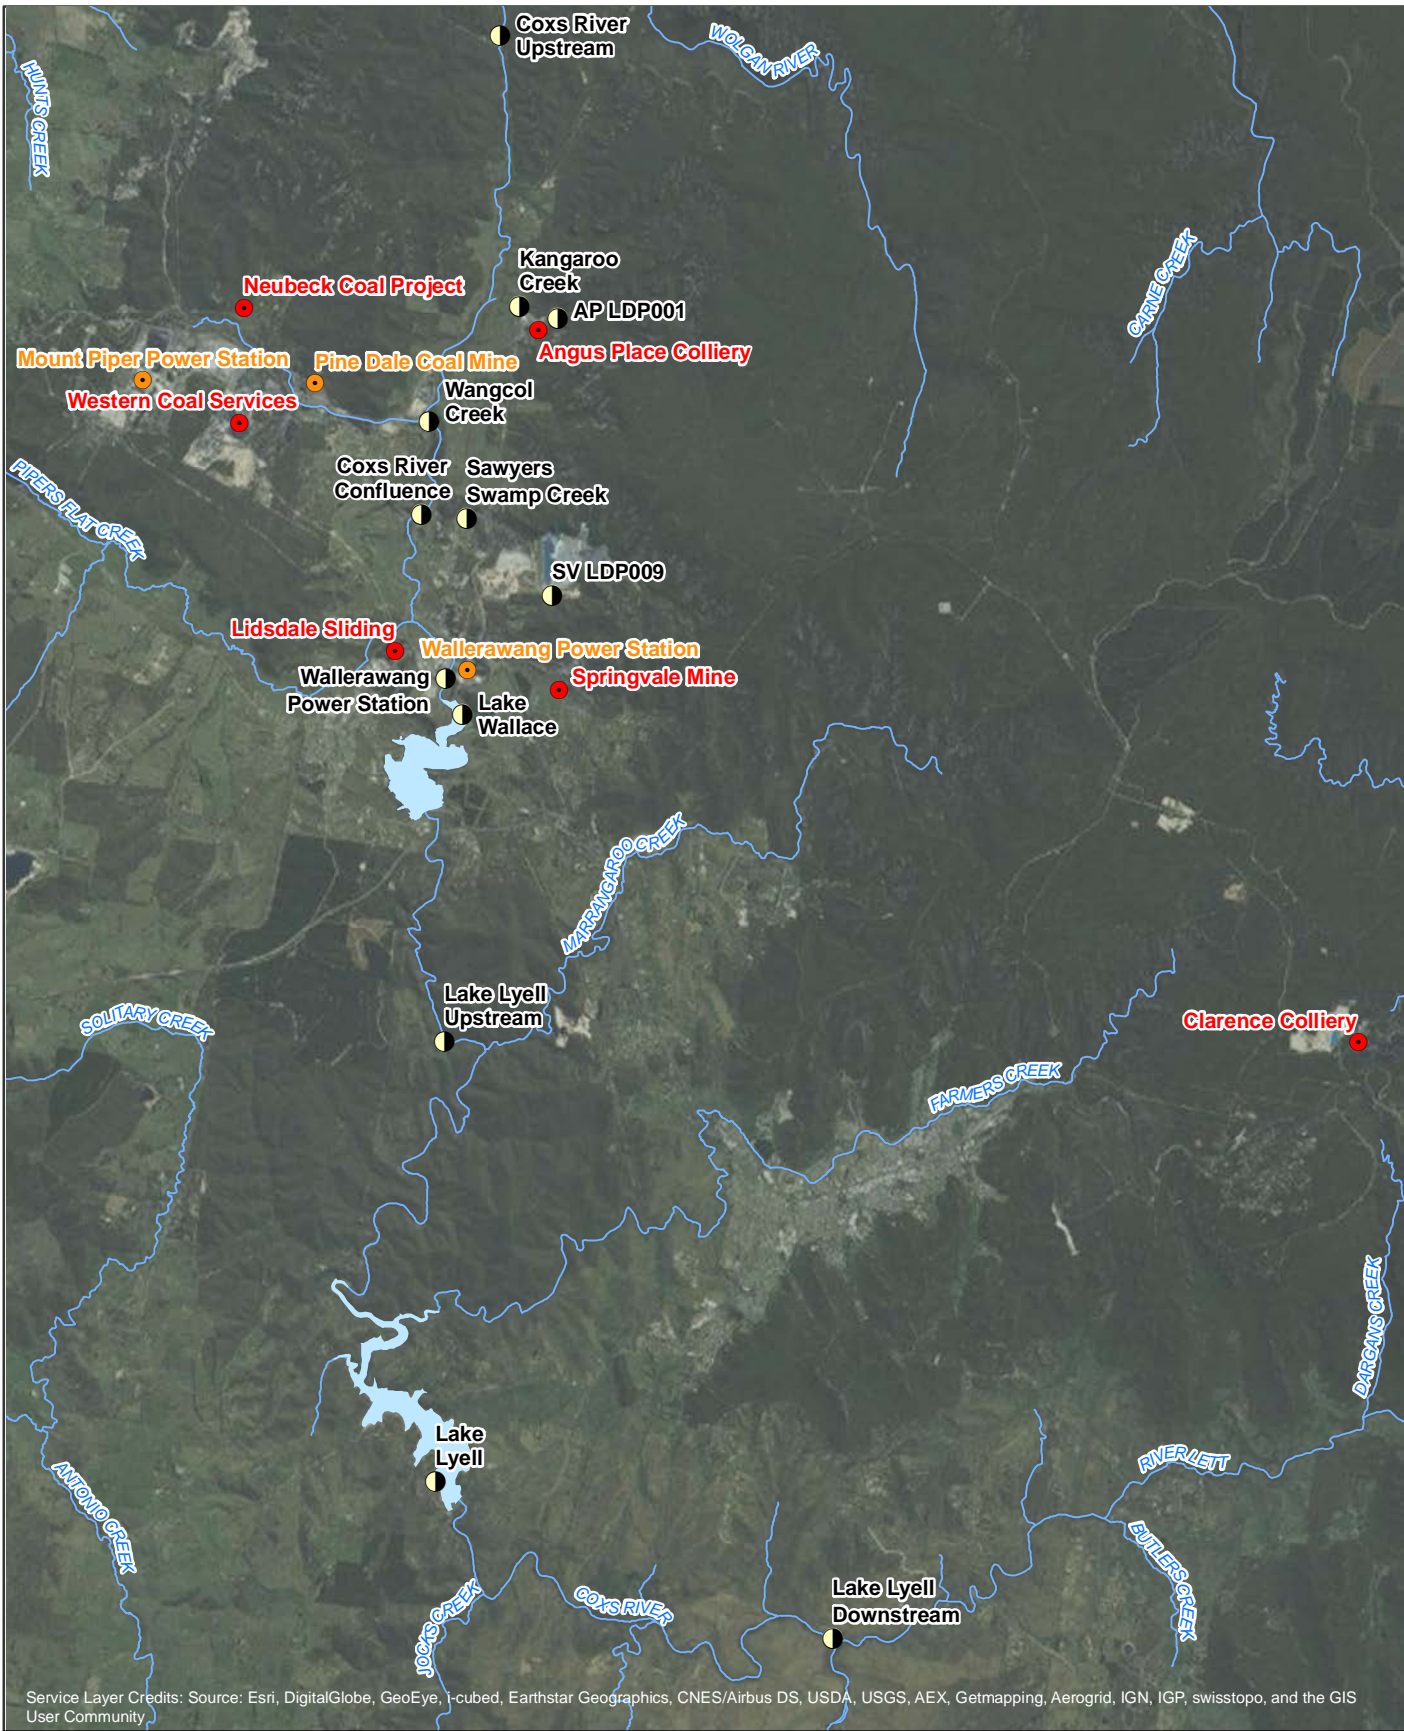 Coxs River
Upstream
WOLGAN RIVER
HUNTS CREEK
CARNE CREEK
Kangaroo
Creek
Neubeck Coal Project
AP LDP001
Angus Place Colliery
Mount Piper Power Station
Pine Dale Coal Mine
Western Coal Services
Wangcol
Creek
Coxs River
Confluence
Sawyers
Swamp Creek
PIPERS FLAT CREEK
SV LDP009
Lidsdale Sliding
Wallerawang Power Station
Wallerawang
Power Station
Springvale Mine
Lake
Wallace
MARRANGAROO CREEK
Lake Lyell
Upstream
SOLITARY CREEK
Clarence Colliery
FARMERS CREEK
DARGANS CREEK
Lake
Lyell
RIVER LETT
ANTONIO CREEK
BUTLERS CREEK
JOCKS CREEK
COXS RIVER
Lake Lyell
Downstream
Service Layer Credits: Source: Esri, DigitalGlobe, GeoEye, i-cubed, Earthstar Geographics, CNES/Airbus DS, USDA, USGS, AEX, Getmapping, Aerogrid, IGN, IGP, swisstopo, and the GIS
User Community